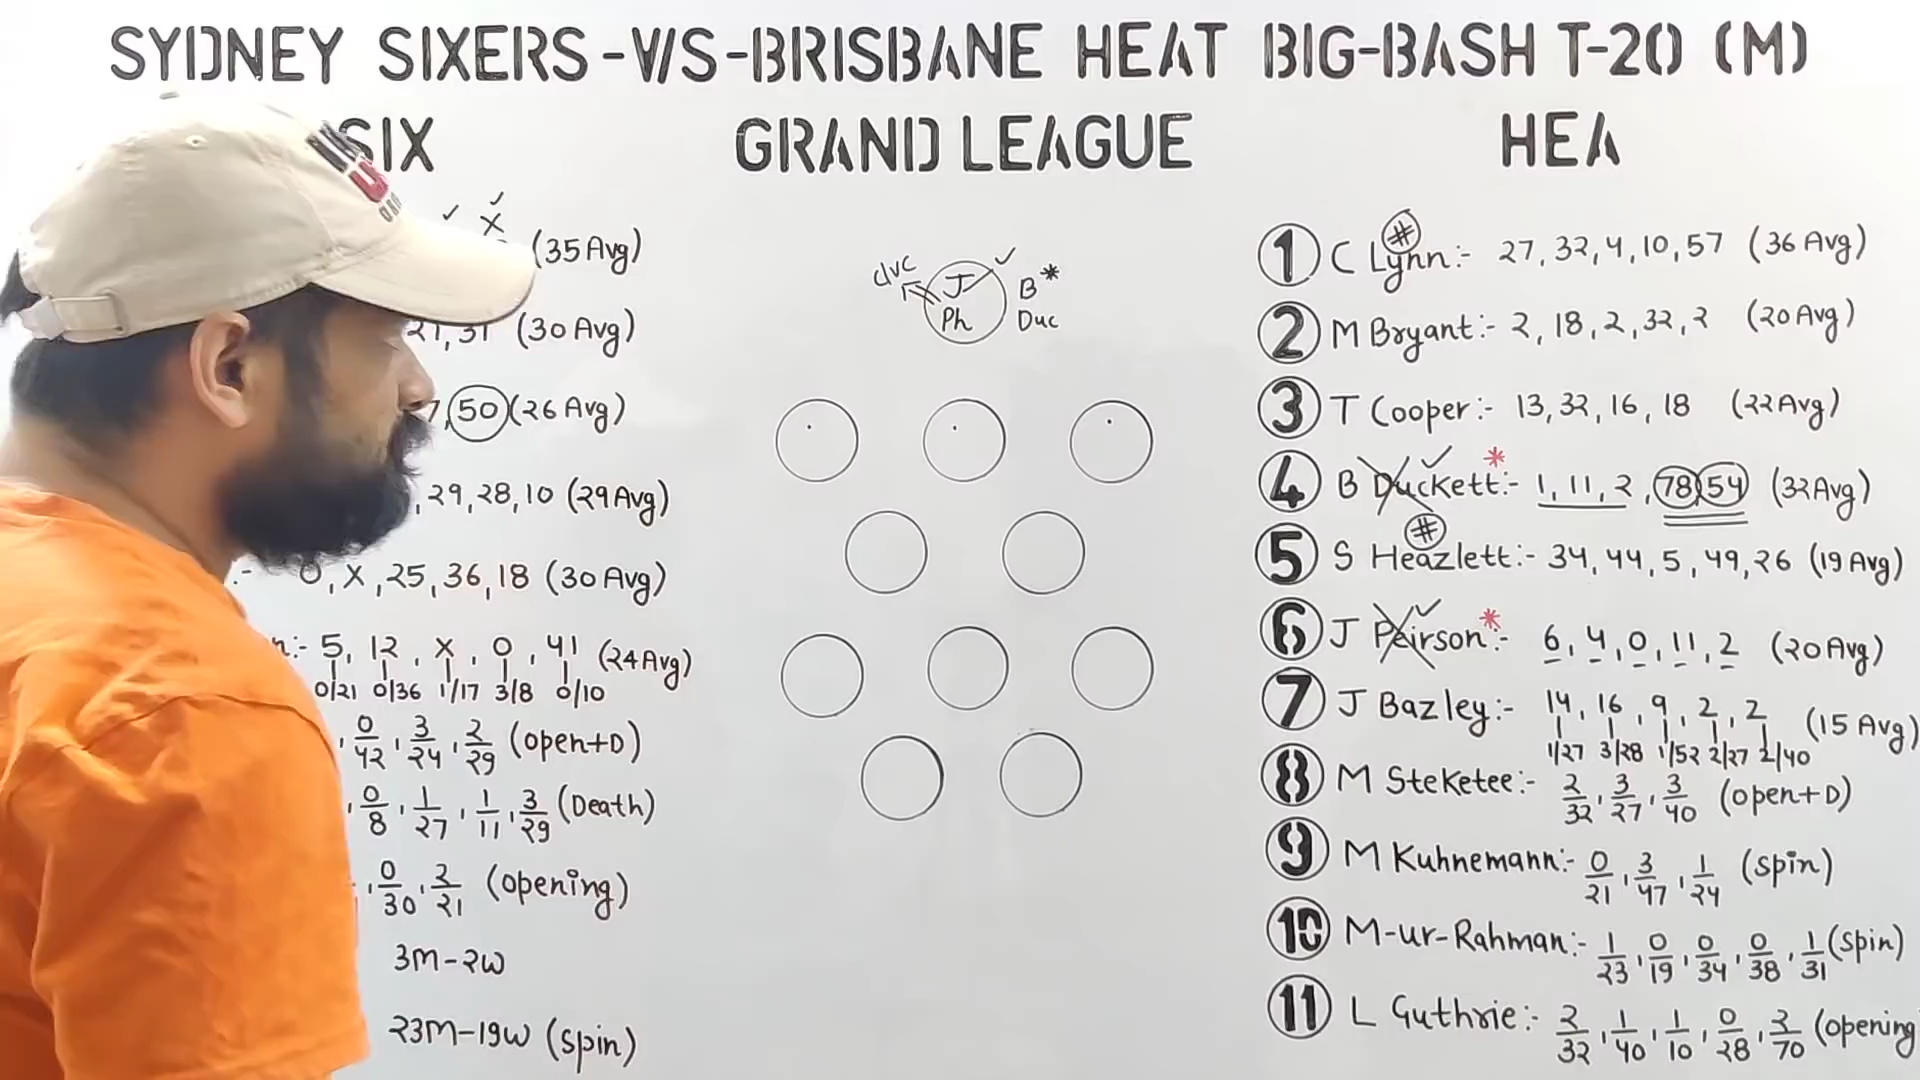 SYDNEY SIXERS -V/S- BRISBANE HEAT BIG-BASH T-20 (M)
SIX
GRAND LEAGUE
HEA
(35 Avg)
21, 31 (30 Avg)
50 (26 Avg)
, 29, 28, 10 (29 Avg)
:- 0, X, 25, 36, 18 (30 Avg)
n:- 5, 12, X, 0, 41 (24 Avg)
0/21 0/36 1/17 3/8 0/10
, 0/42, 3/24, 2/29 (open+D)
, 0/8, 1/27, 1/11, 3/29 (Death)
, 0/30, 2/21 (opening)
3M-2W
23M-19W (Spin)
c/vc
J
Ph
B*
Duc
1 C Lynn:- 27, 32, 4, 10, 57 (36 Avg)
#
2 M Bryant:- 2, 18, 2, 32, 2 (20 Avg)
3 T Cooper:- 13, 32, 16, 18 (22 Avg)
4 B Duckett:- 1, 11, 2, 78 54 (32 Avg)
*
#
5 S Heazlett:- 34, 44, 5, 49, 26 (19 Avg)
6 J Peirson:- 6, 4, 0, 11, 2 (20 Avg)
*
7 J Bazley:- 14, 16, 9, 2, 2 (15 Avg)
1/27 3/28 1/52 2/27 2/40
8 M Steketee:- 2/32, 3/27, 3/40 (open+D)
9 M Kuhnemann:- 0/21, 3/47, 1/24 (Spin)
10 M-ur-Rahman:- 1/23, 0/19, 0/34, 0/38, 1/31 (Spin)
11 L Guthrie:- 2/32, 1/40, 1/10, 0/28, 2/70 (opening